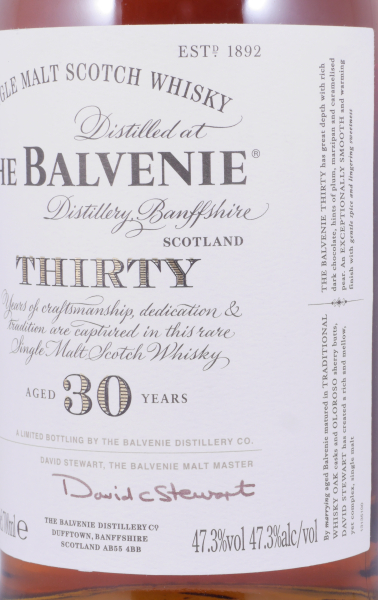 ESTD 1892
GLE MALT SCOTCH WHISKY
Distilled at
HE BALVENIE®
Distillery, Banffshire
SCOTLAND
THIRTY
Years of craftsmanship, dedication &
Tradition are captured in this rare
Single Malt Scotch Whisky
AGED 30 YEARS
A LIMITED BOTTLING BY THE BALVENIE DISTILLERY CO.
DAVID STEWART, THE BALVENIE MALT MASTER
David C Stewart
70ml e
THE BALVENIE DISTILLERY Co
DUFFTOWN, BANFFSHIRE
SCOTLAND AB55 4BB
47.3%vol 47.3%alc/vol
By marrying aged Balvenie matured in TRADITIONAL
WHISKY OAK casks and OLOROSO sherry butts,
DAVID STEWART has created a rich and mellow,
yet complex, single malt
THE BALVENIE THIRTY has great depth with rich
dark chocolate, hints of plum, marzipan and caramelised
pear. An EXCEPTIONALLY SMOOTH and warming
finish with gentle spice and lingering sweetness